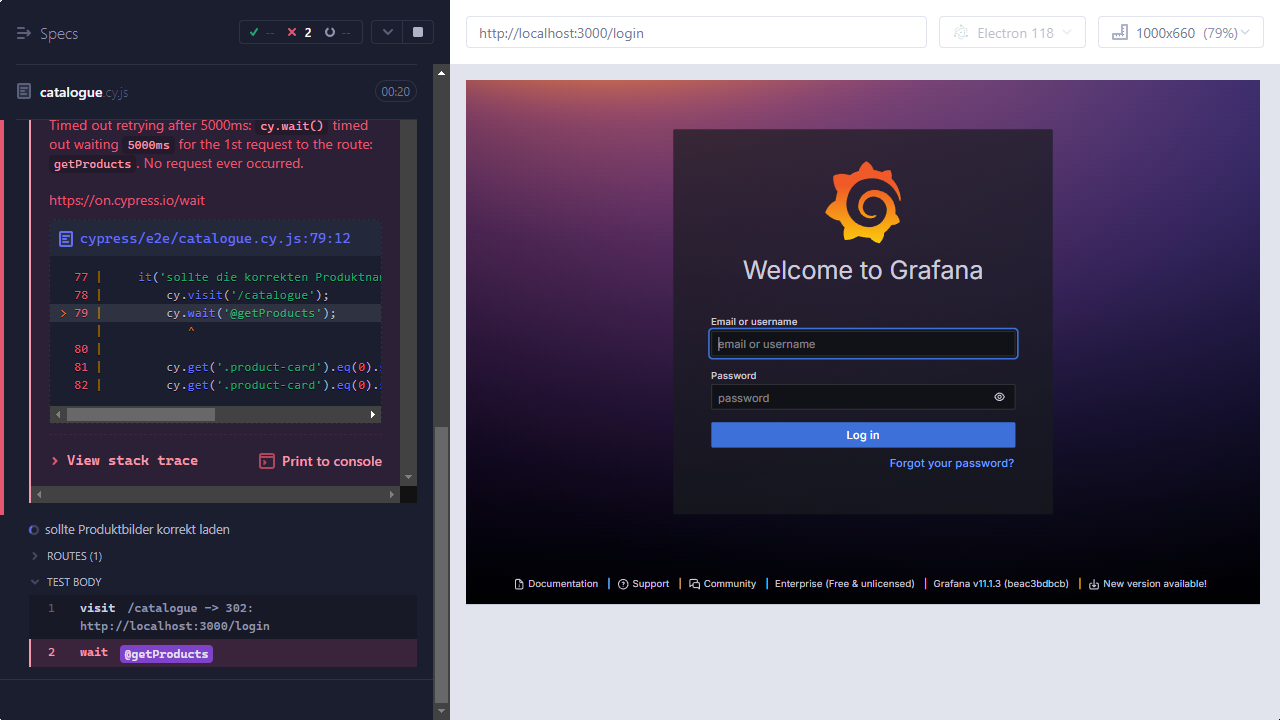 Specs
-- 2 --
catalogue.cy.js 00:20
Timed out retrying after 5000ms: cy.wait() timed
out waiting 5000ms for the 1st request to the route:
getProducts. No request ever occurred.
https://on.cypress.io/wait
cypress/e2e/catalogue.cy.js:79:12
77 | it('sollte die korrekten Produktnam
78 | cy.visit('/catalogue');
> 79 | cy.wait('@getProducts');
| ^
80 |
81 | cy.get('.product-card').eq(0).
82 | cy.get('.product-card').eq(0).
> View stack trace Print to console
sollte Produktbilder korrekt laden
ROUTES (1)
TEST BODY
1 visit /catalogue -> 302:
http://localhost:3000/login
2 wait @getProducts
http://localhost:3000/login
Electron 118
1000x660 (79%)
Welcome to Grafana
Email or username
email or username
Password
password
Log in
Forgot your password?
Documentation | Support | Community | Enterprise (Free & unlicensed) | Grafana v11.1.3 (beac3bdbcb) | New version available!